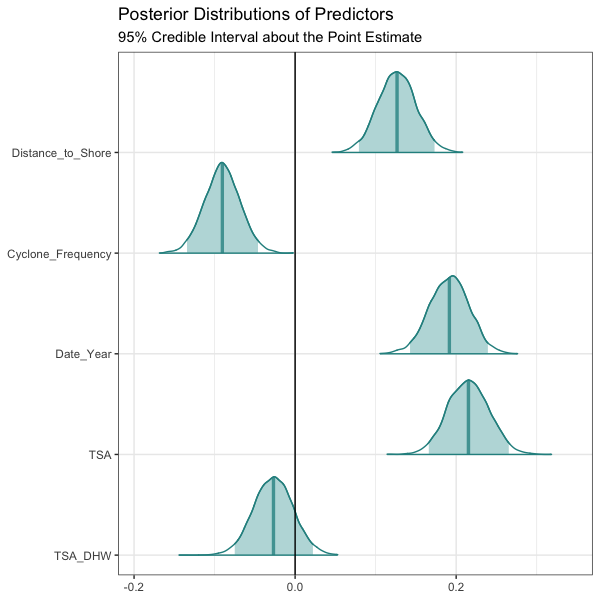 Posterior Distributions of Predictors
95% Credible Interval about the Point Estimate
Distance_to_Shore
Cyclone_Frequency
Date_Year
TSA
TSA_DHW
-0.2 0.0 0.2